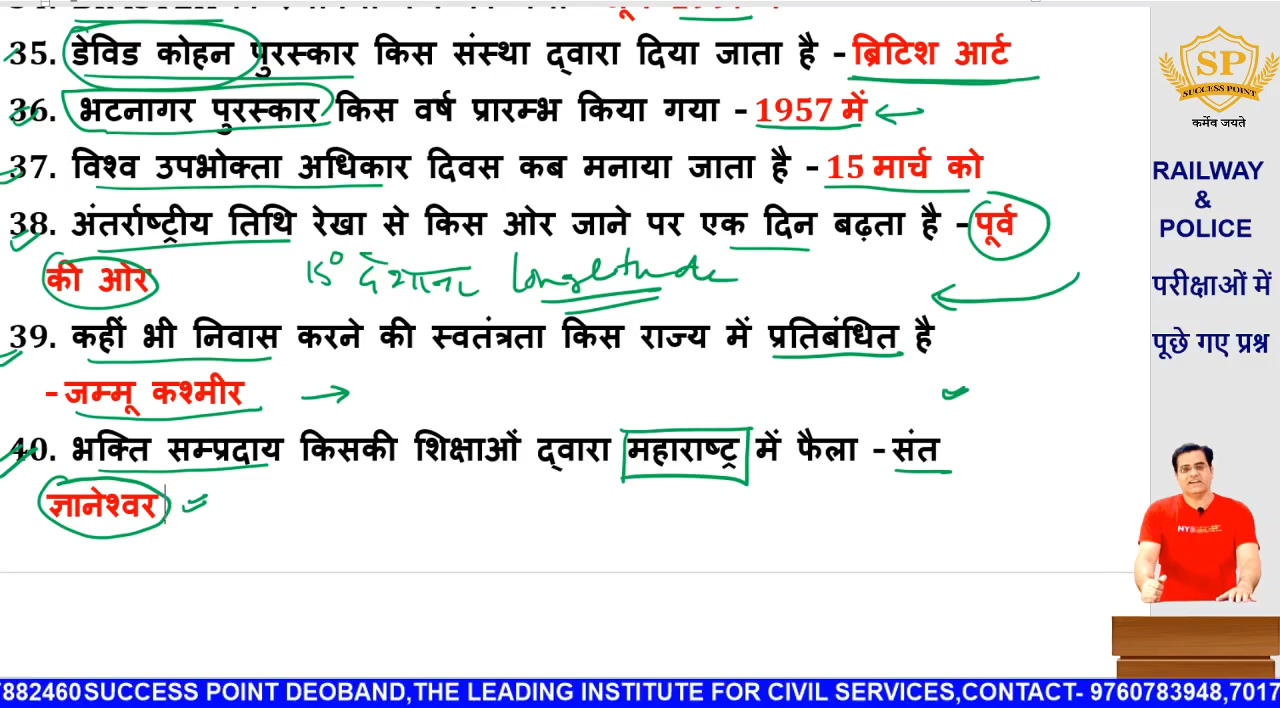 35. डेविड कोहन पुरस्कार किस संस्था द्वारा दिया जाता है - ब्रिटिश आर्ट
36. भटनागर पुरस्कार किस वर्ष प्रारम्भ किया गया - 1957 में
37. विश्व उपभोक्ता अधिकार दिवस कब मनाया जाता है - 15 मार्च को
38. अंतर्राष्ट्रीय तिथि रेखा से किस ओर जाने पर एक दिन बढ़ता है - पूर्व
की ओर
15° देशान्तर longitude
39. कहीं भी निवास करने की स्वतंत्रता किस राज्य में प्रतिबंधित है
- जम्मू कश्मीर
40. भक्ति सम्प्रदाय किसकी शिक्षाओं द्वारा महाराष्ट्र में फैला - संत
ज्ञानेश्वर
SP
SUCCESS POINT
कर्मेव जयते
RAILWAY
&
POLICE
परीक्षाओं में
पूछे गए प्रश्न
7882460 SUCCESS POINT DEOBAND,THE LEADING INSTITUTE FOR CIVIL SERVICES,CONTACT- 9760783948,7017